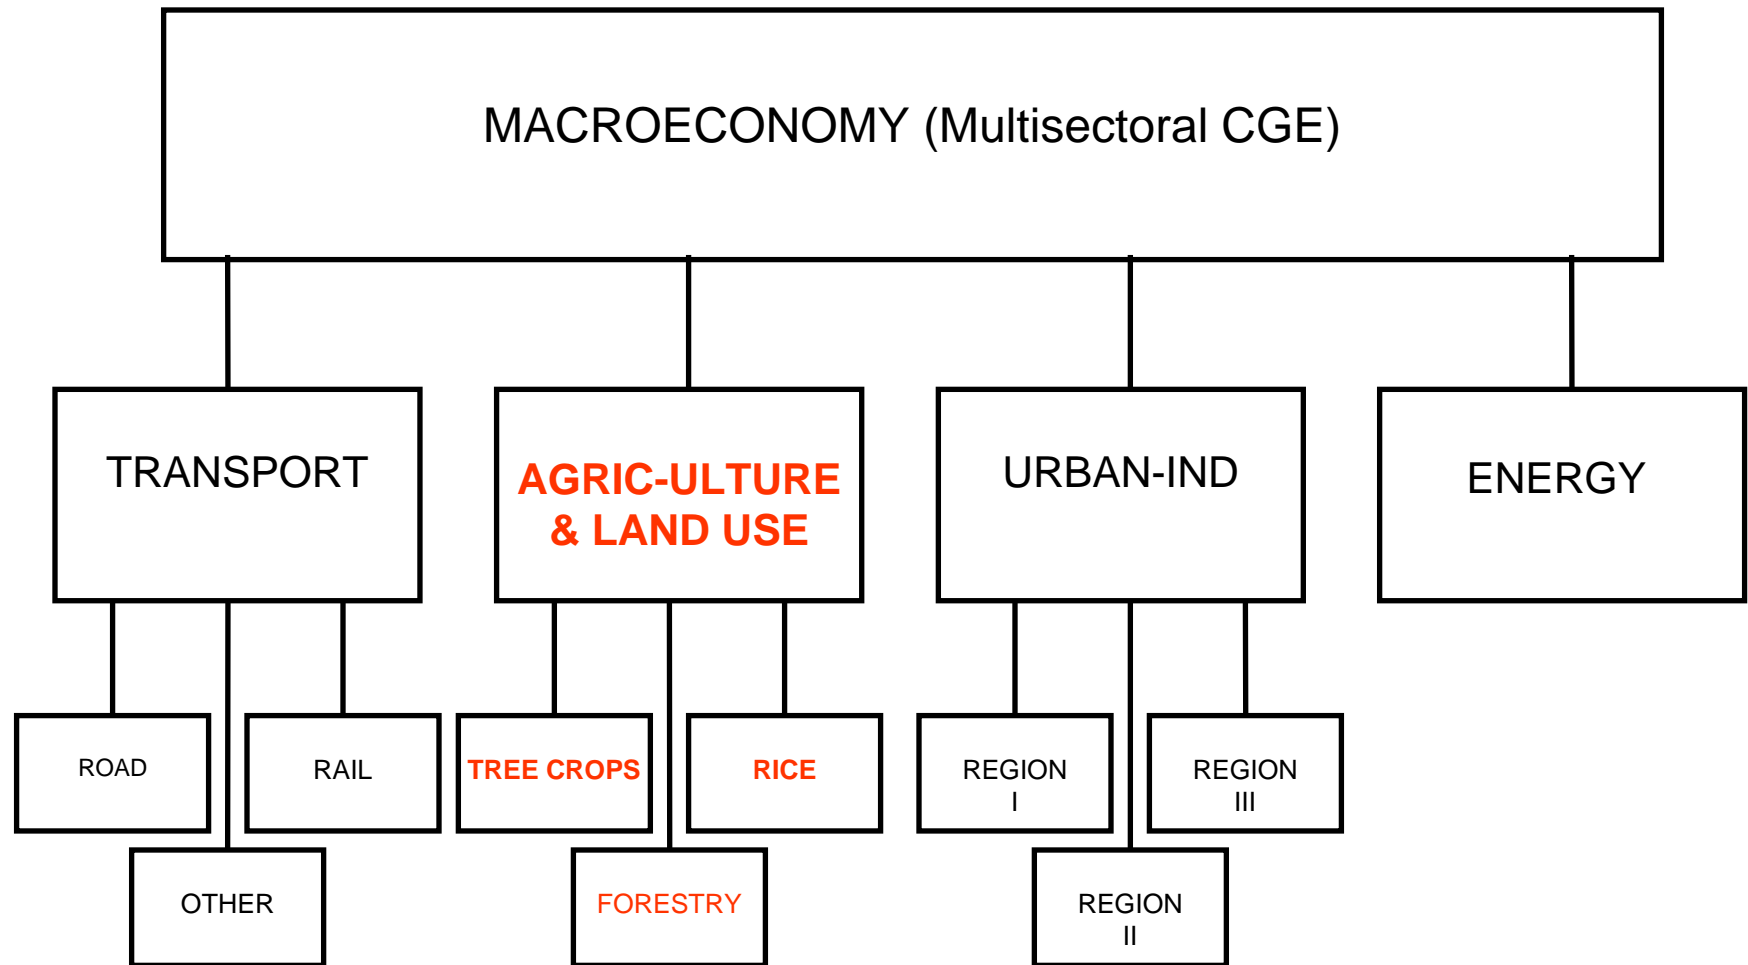 MACROECONOMY (Multisectoral CGE)
TRANSPORT
AGRIC-ULTURE
& LAND USE
URBAN-IND
ENERGY
ROAD
RAIL
TREE CROPS
RICE
REGION
I
REGION
III
OTHER
FORESTRY
REGION
II